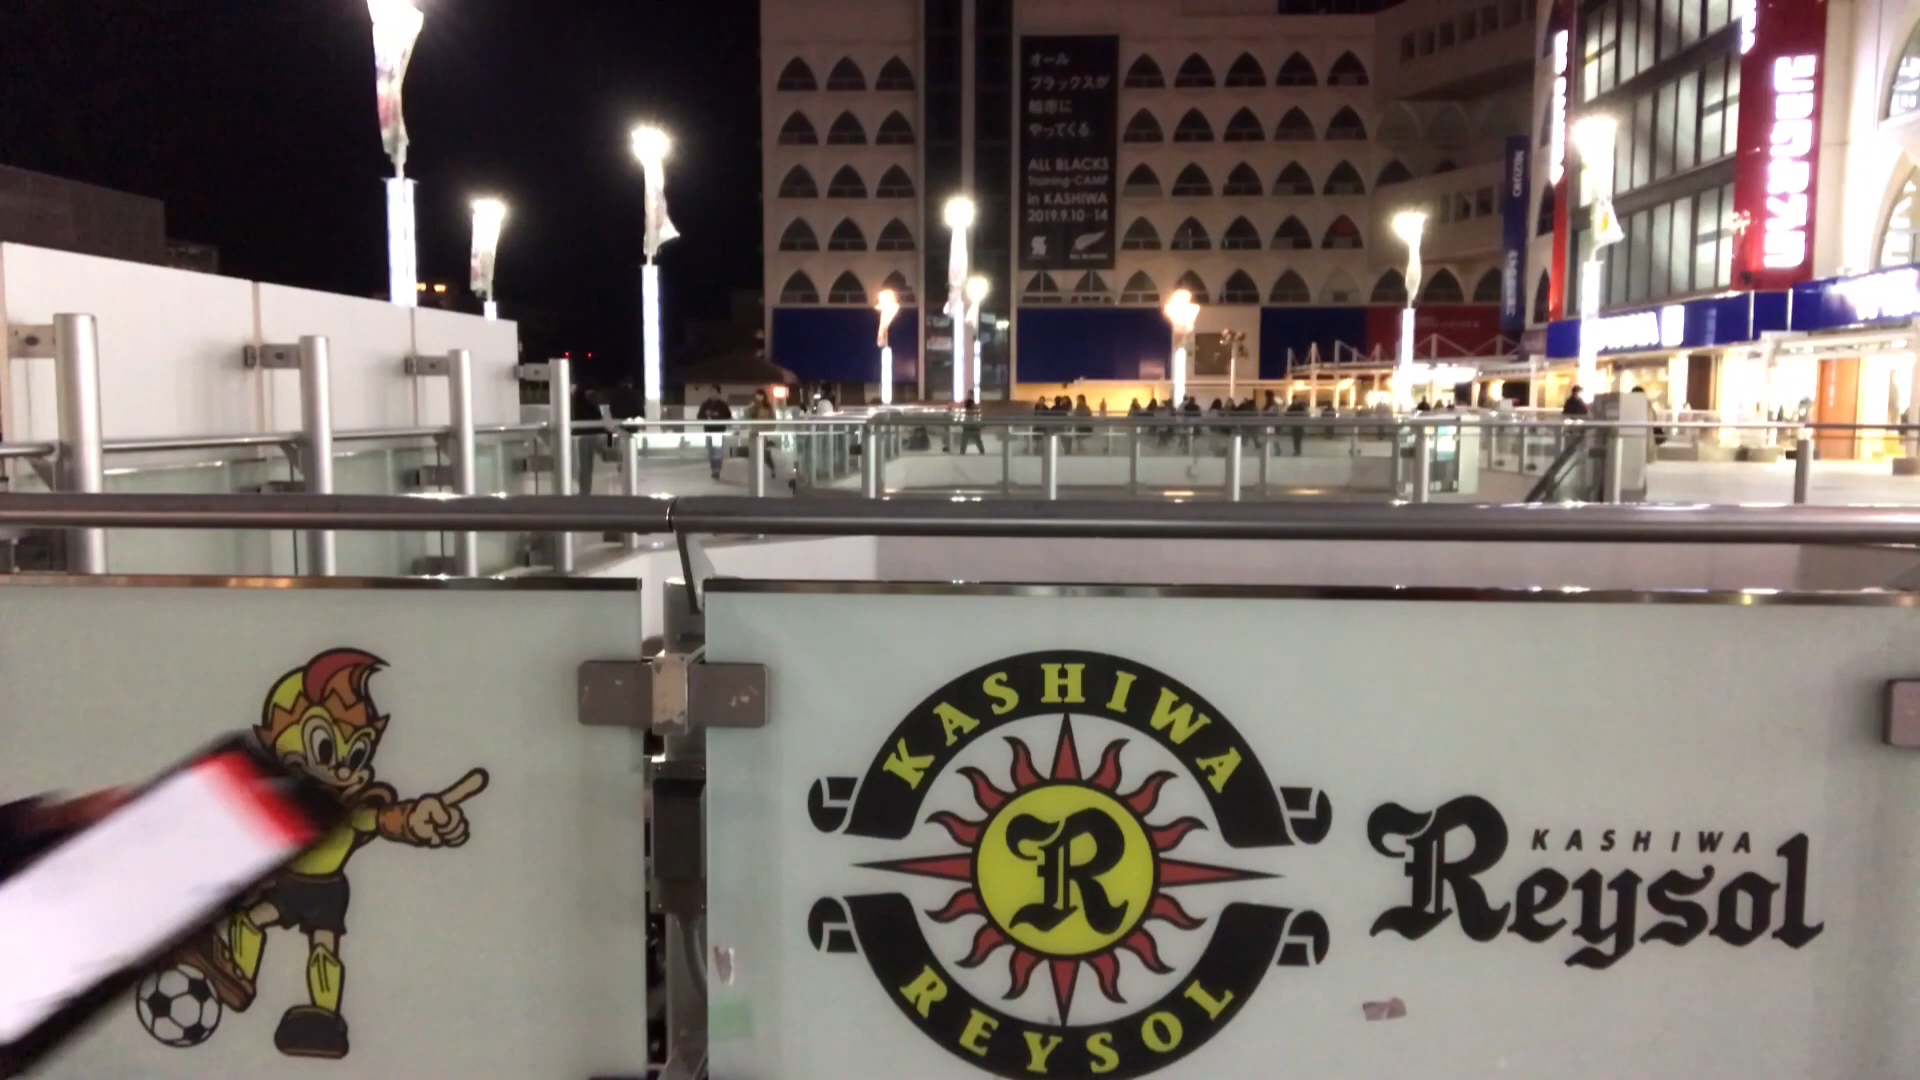 オール
ブラックスが
柏市に
やってくる
ALL BLACKS
Training-CAMP
in KASHIWA
2019.9.10-14
MIZUHO
KASHIWA
R
REYSOL
KASHIWA
Reysol